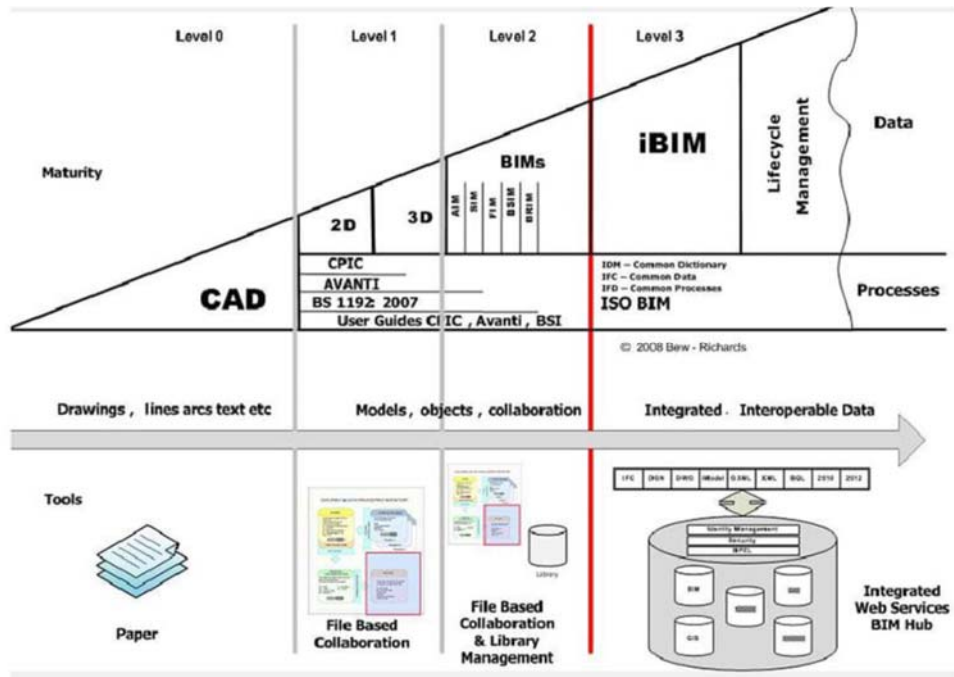 Level 0
Level 1
Level 2
Level 3
Maturity
Data
Processes
CAD
2D
3D
BIMs
AIM
SIM
FIM
BSIM
BRIM
iBIM
Lifecycle
Management
CPIC
AVANTI
BS 1192: 2007
User Guides CPIC , Avanti , BSI
IDM – Common Dictionary
IFC – Common Data
IFD – Common Processes
ISO BIM
© 2008 Bew - Richards
Drawings , lines arcs text etc
Models , objects , collaboration
Integrated . Interoperable Data
Tools
Paper
File Based
Collaboration
File Based
Collaboration
& Library
Management
Library
IFC
DGN
DWG
XML
SQL
2010
2012
Identity Management
Security
BIM
GIS
Integrated
Web Services
BIM Hub